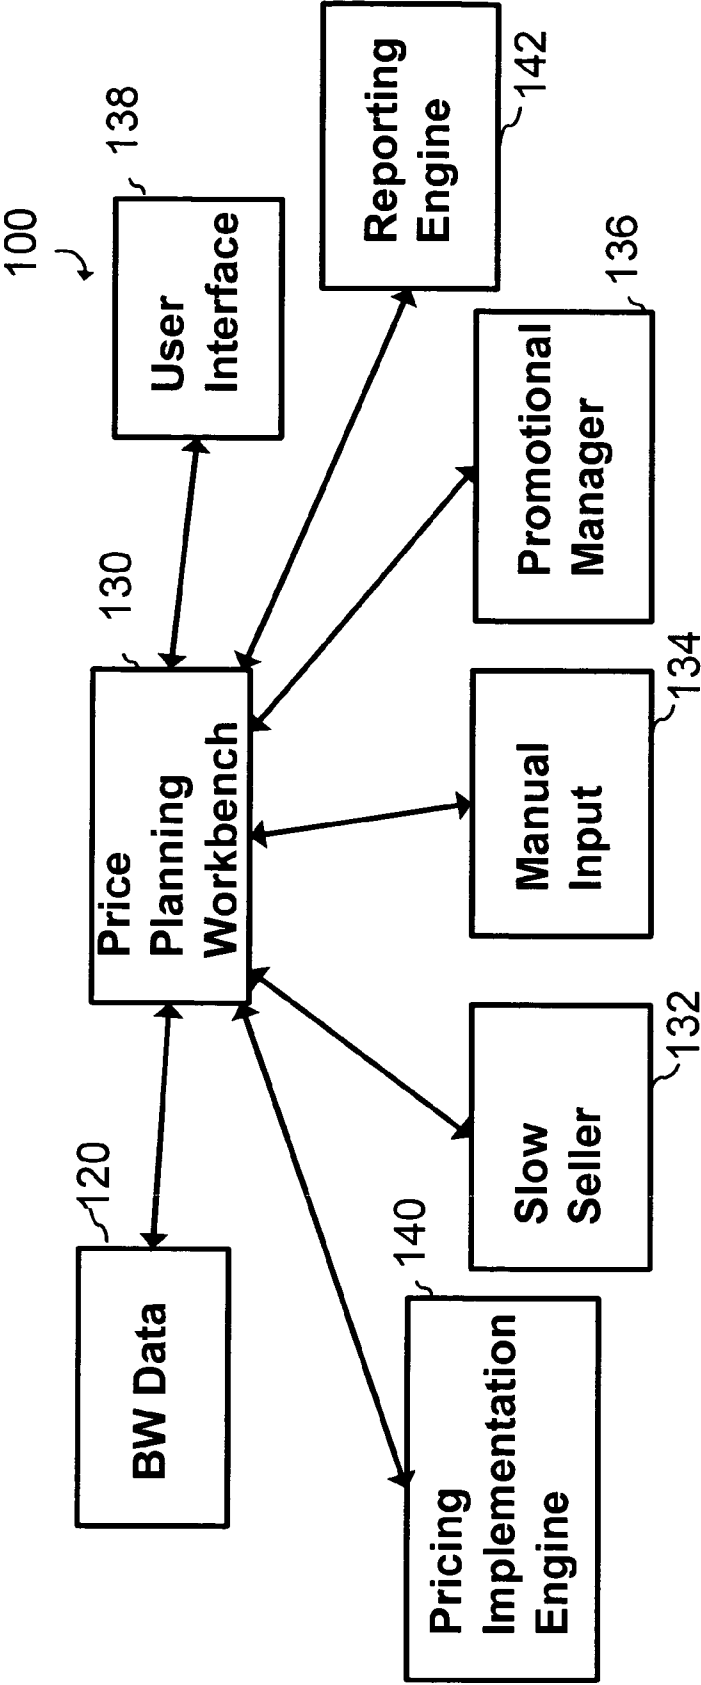 100
BW Data
120
Price
Planning
Workbench
130
User
Interface
138
Pricing
Implementation
Engine
140
Slow
Seller
132
Manual
Input
134
Promotional
Manager
136
Reporting
Engine
142